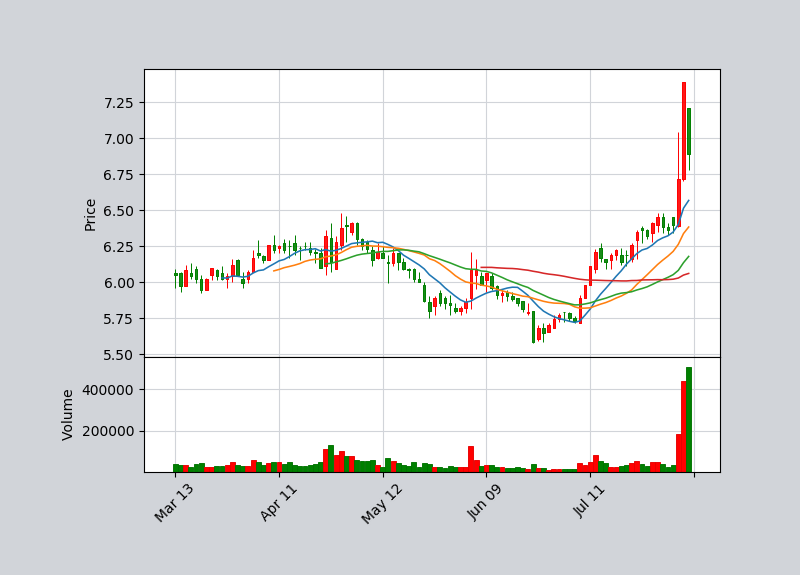 7.25
7.00
6.75
6.50
6.25
6.00
5.75
5.50
Price
400000
200000
Volume
Mar 13
Apr 11
May 12
Jun 09
Jul 11